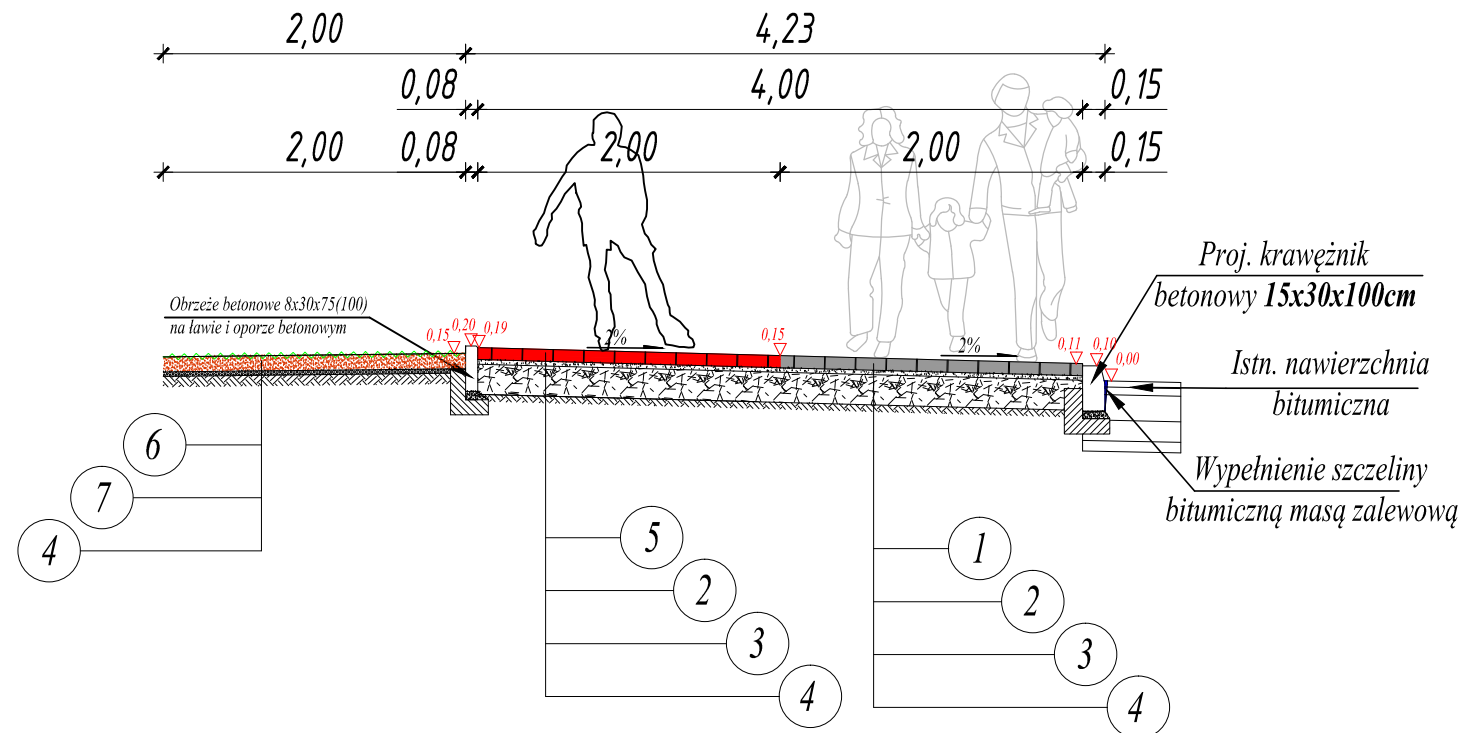 2,00 4,23
0,08 4,00 0,15
2,00 0,08 2,00 2,00 0,15
Proj. krawężnik
betonowy 15x30x100cm
Obrzeże betonowe 8x30x75(100)
na ławie i oporze betonowym
0,15 0,20 0,19 2% 0,15 2% 0,11 0,10 0,00
Istn. nawierzchnia
bitumiczna
Wypełnienie szczeliny
bitumiczną masą zalewową
6
7
4
5
2
3
4
1
2
3
4